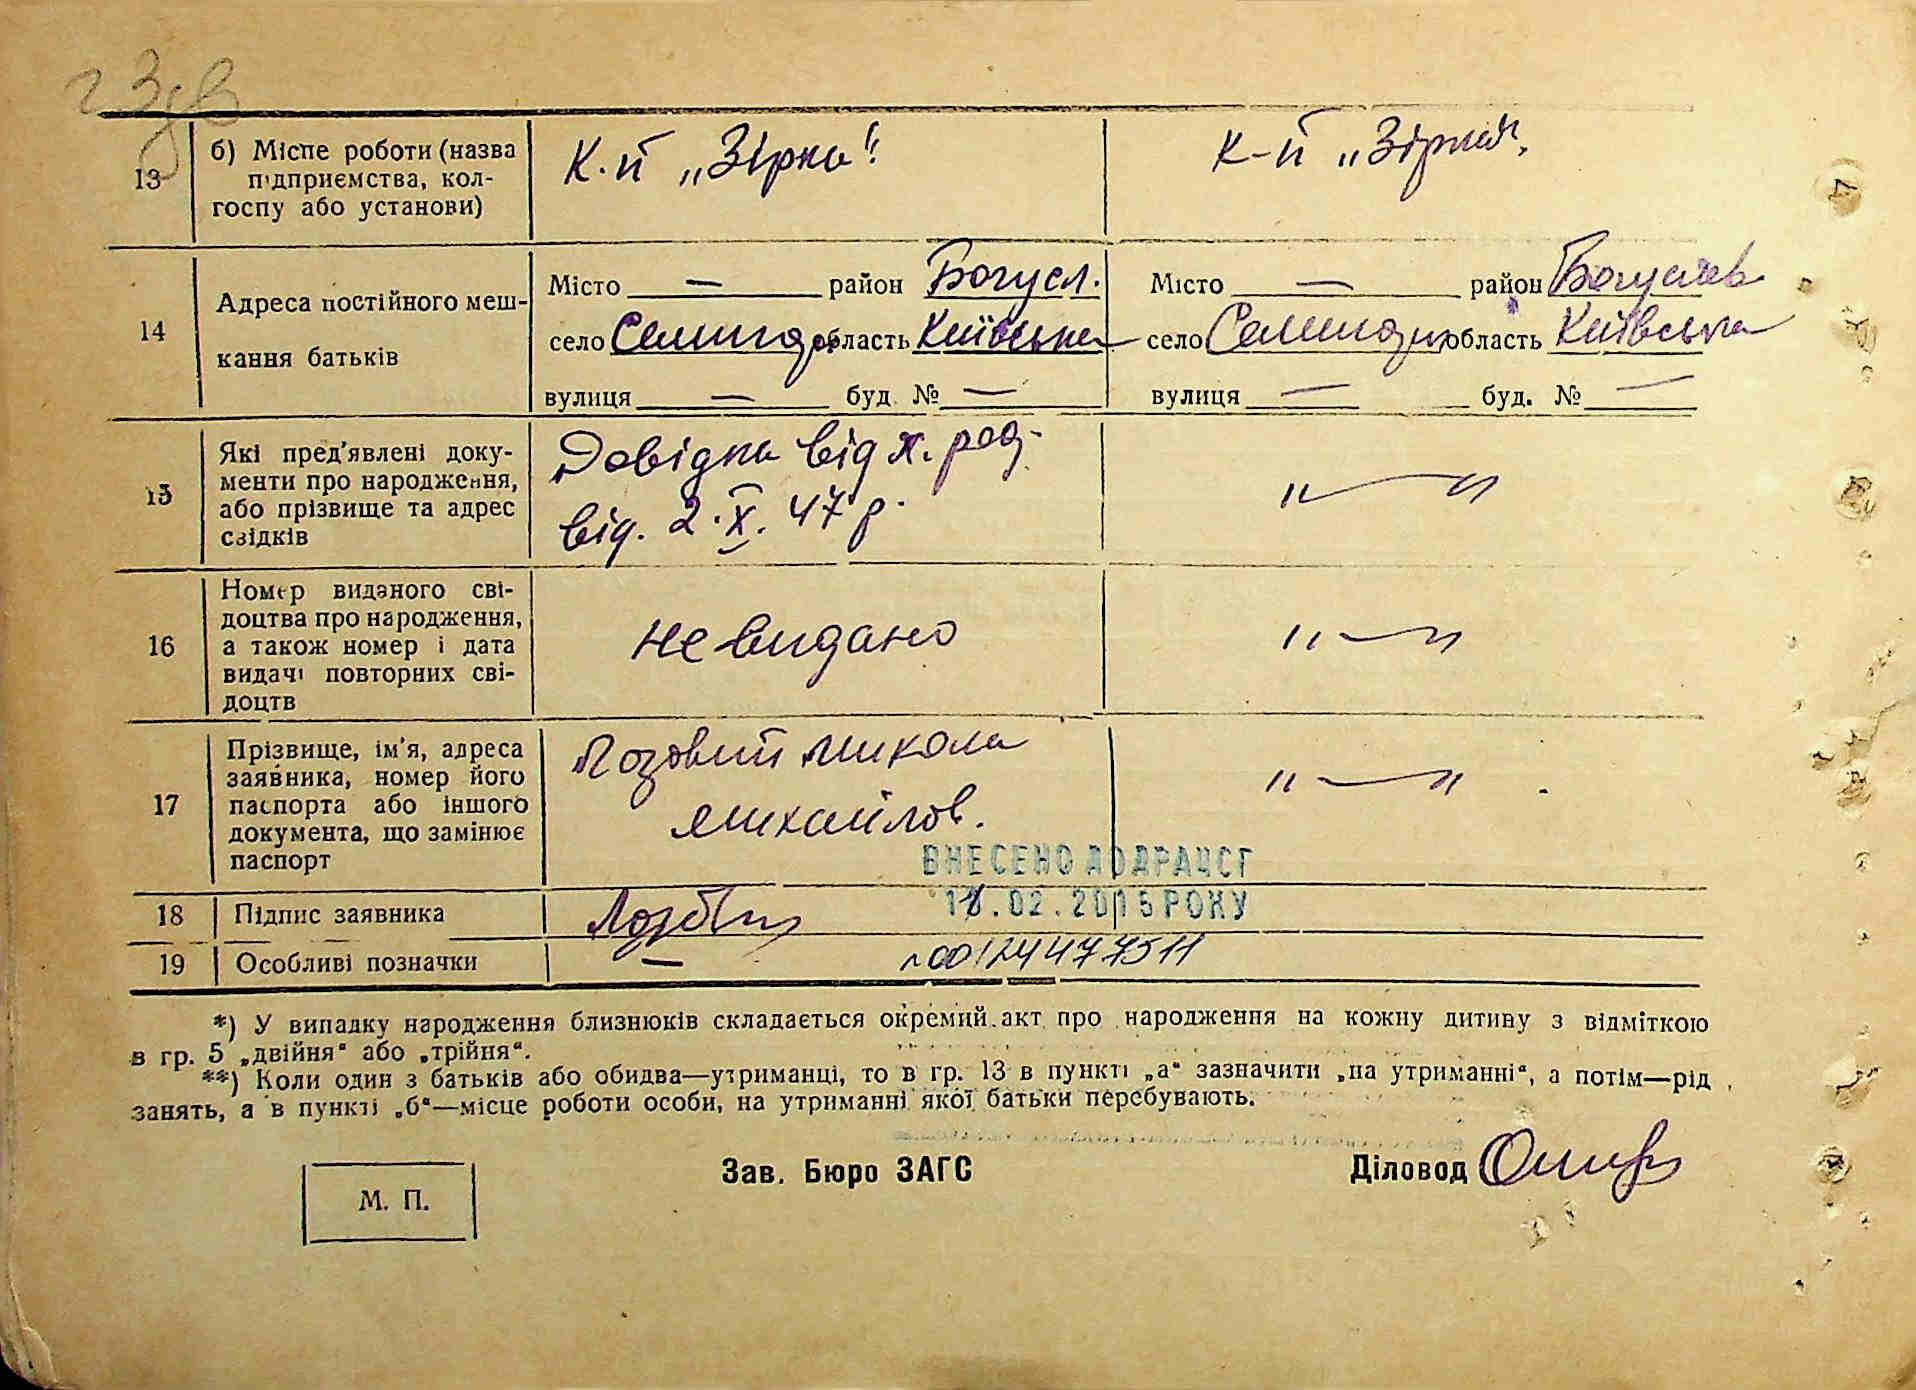 13 б) Місце роботи (назва підприємства, колгоспу або установи) К.п "Зірка" К-п "Зірка"
14 Адреса постійного мешкання батьків
Місто — район Богусл. Місто — район Богуслав
село Семигори область Київська село Семигори область Київська
вулиця — буд. № — вулиця — буд. № —
15 Які пред'явлені документи про народження, або прізвище та адрес свідків
Довідка від к. рад.
від. 2.X.47 р. " — "
16 Номер виданого свідоцтва про народження, а також номер і дата видачі повторних свідоцтв
не видано " — "
17 Прізвище, ім'я, адреса заявника, номер його паспорта або іншого документа, що замінює паспорт
Лозовий Микола
Михайлов. " — "
ВНЕСЕНО ДО ДРАЦСГ
18.02.2015 РОКУ
18 Підпис заявника Лозовий
19 Особливі позначки — 00124477511
*) У випадку народження близнюків складається окремий акт про народження на кожну дитину з відміткою
в гр. 5 „двійня“ або „трійня“.
**) Коли один з батьків або обидва—утриманці, то в гр. 13 в пункті „а“ зазначити „на утриманні“, а потім—рід
занять, а в пункті „б“—місце роботи особи, на утриманні якої батьки перебувають.
Зав. Бюро ЗАГС Діловод
М. П.